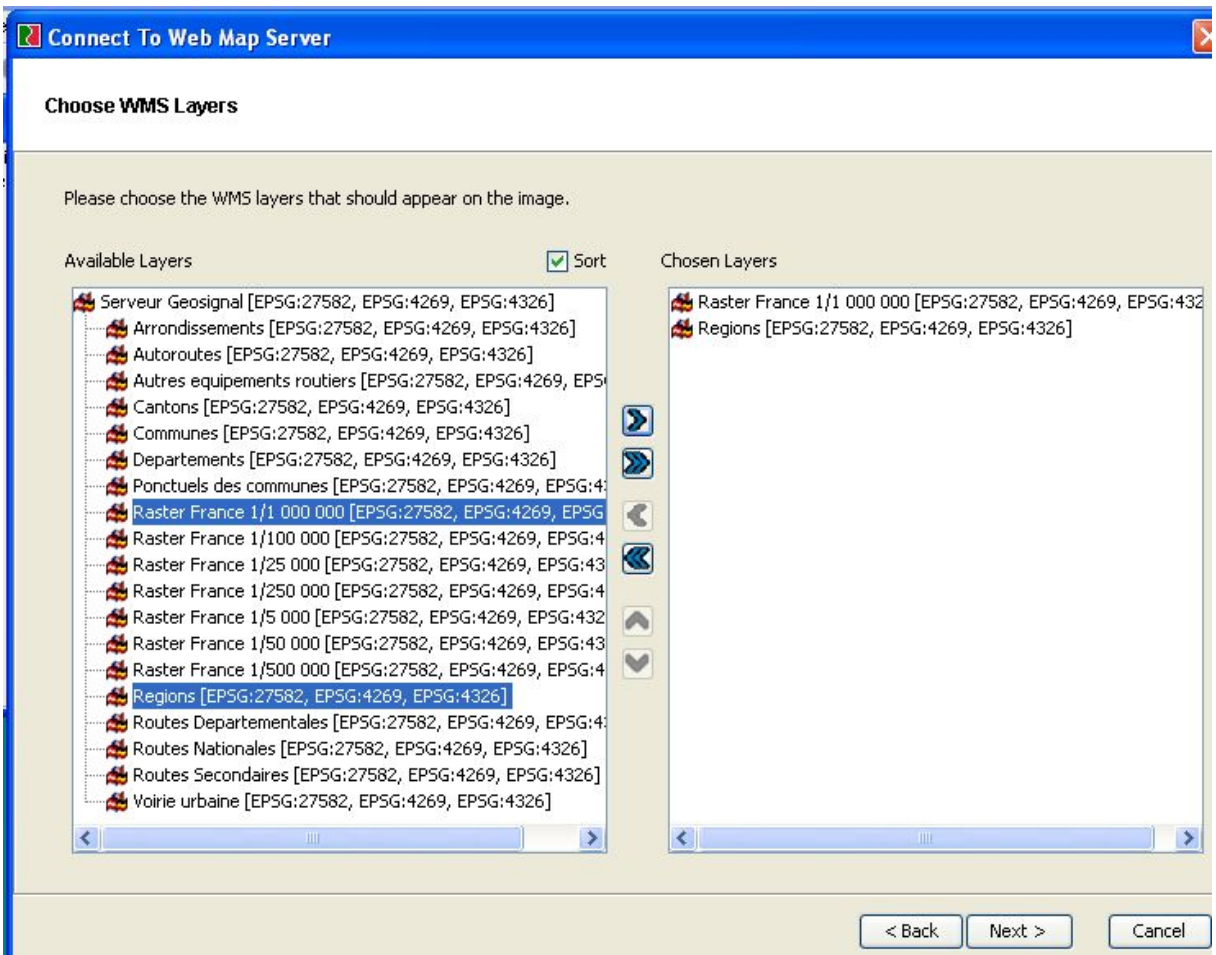 Connect To Web Map Server
Choose WMS Layers
Please choose the WMS layers that should appear on the image.
Available Layers
Sort
Serveur Geosignal [EPSG:27582, EPSG:4269, EPSG:4326]
Arrondissements [EPSG:27582, EPSG:4269, EPSG:4326]
Autoroutes [EPSG:27582, EPSG:4269, EPSG:4326]
Autres equipements routiers [EPSG:27582, EPSG:4269, EPS
Cantons [EPSG:27582, EPSG:4269, EPSG:4326]
Communes [EPSG:27582, EPSG:4269, EPSG:4326]
Departements [EPSG:27582, EPSG:4269, EPSG:4326]
Ponctuels des communes [EPSG:27582, EPSG:4269, EPSG:4
Raster France 1/1 000 000 [EPSG:27582, EPSG:4269, EPSG
Raster France 1/100 000 [EPSG:27582, EPSG:4269, EPSG:4
Raster France 1/25 000 [EPSG:27582, EPSG:4269, EPSG:43
Raster France 1/250 000 [EPSG:27582, EPSG:4269, EPSG:4
Raster France 1/5 000 [EPSG:27582, EPSG:4269, EPSG:432
Raster France 1/50 000 [EPSG:27582, EPSG:4269, EPSG:43
Raster France 1/500 000 [EPSG:27582, EPSG:4269, EPSG:4
Regions [EPSG:27582, EPSG:4269, EPSG:4326]
Routes Departementales [EPSG:27582, EPSG:4269, EPSG:4
Routes Nationales [EPSG:27582, EPSG:4269, EPSG:4326]
Routes Secondaires [EPSG:27582, EPSG:4269, EPSG:4326]
Voirie urbaine [EPSG:27582, EPSG:4269, EPSG:4326]
Chosen Layers
Raster France 1/1 000 000 [EPSG:27582, EPSG:4269, EPSG:432
Regions [EPSG:27582, EPSG:4269, EPSG:4326]
< Back
Next >
Cancel